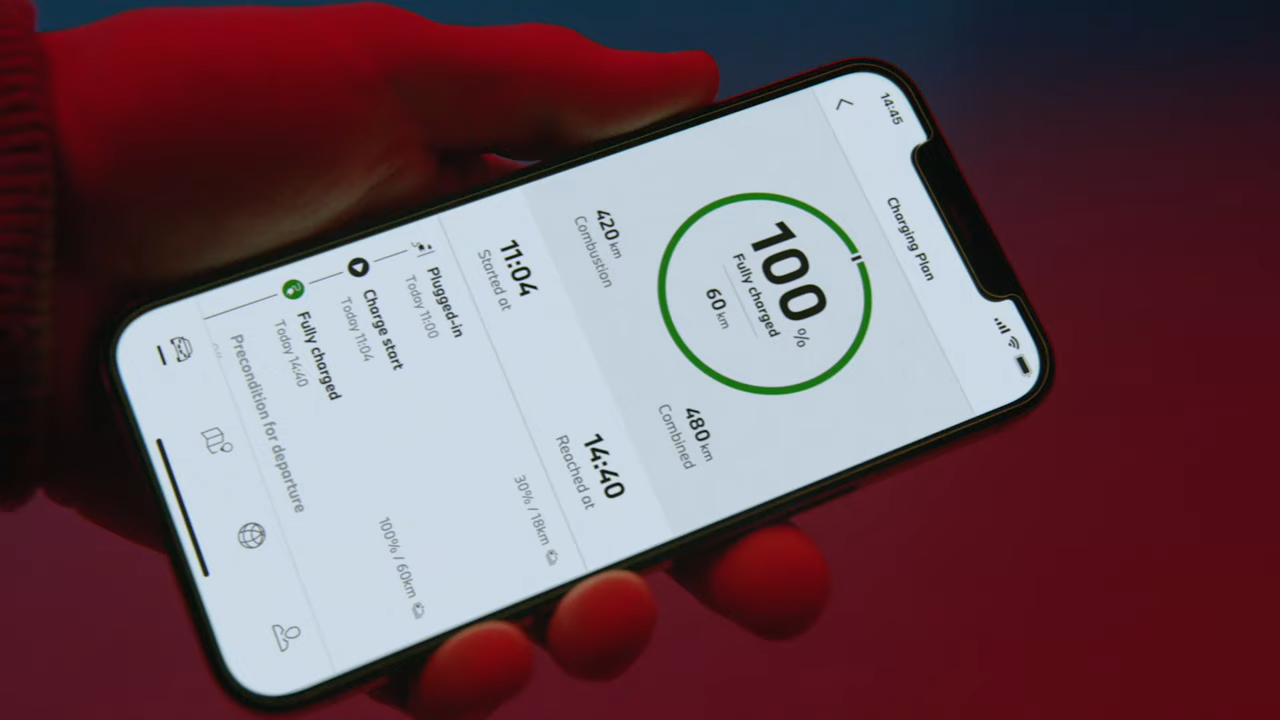 14:45
Charging Plan
100%
Fully charged
60 km
420 km
Combustion
480 km
Combined
11:04
Started at
14:40
Reached at
Plugged-in
Today 11:00
30% / 18km
Charge start
Today 11:04
Fully charged
Today 14:40
100% / 60km
Precondition for departure